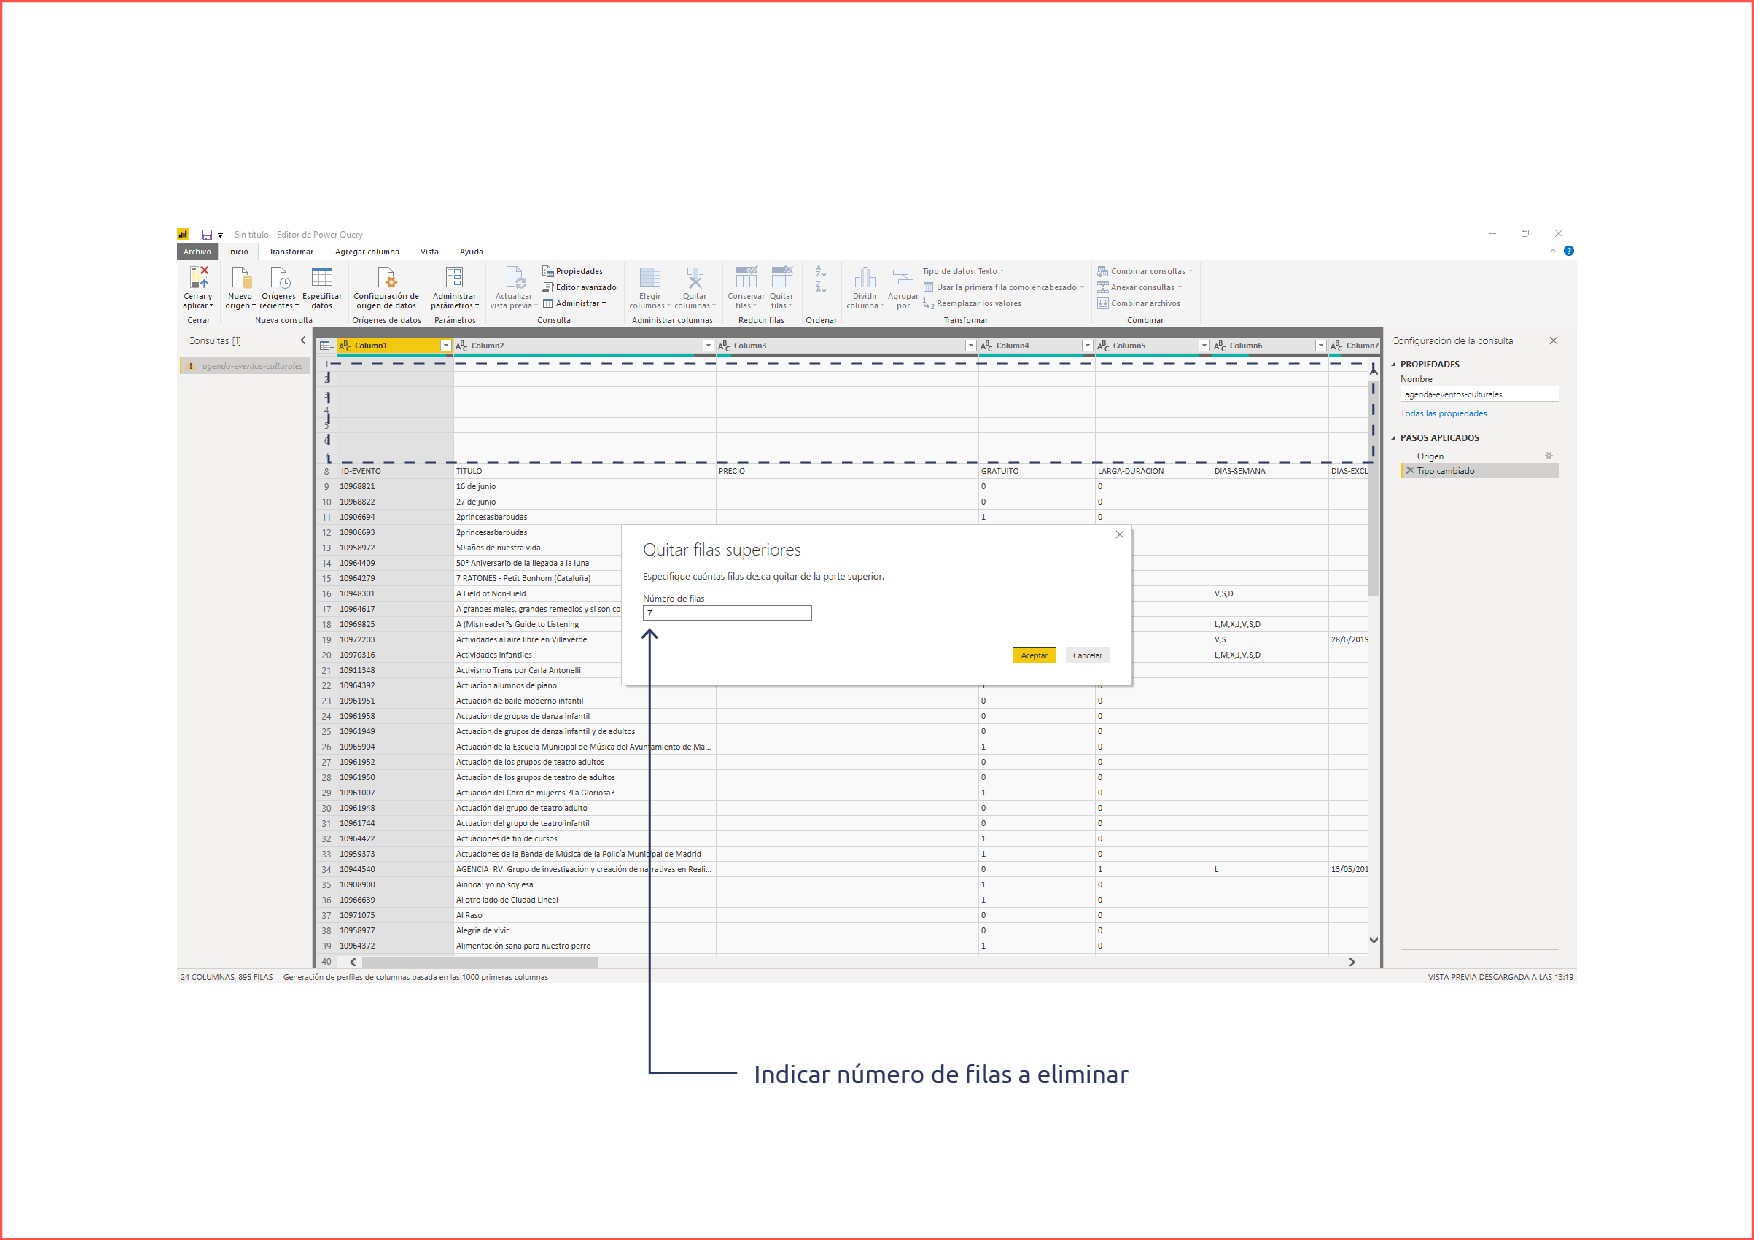 Sin título - Editor de Power Query
Archivo Inicio Transformar Agregar columna Vista Ayuda
Cerrar y aplicar Nuevo origen Orígenes recientes Especificar datos Configuración de origen de datos Administrar parámetros Actualizar vista previa Propiedades Editor avanzado Administrar Elegir columnas Quitar columnas Conservar filas Quitar filas Dividir columna Agrupar por Tipo de datos: Texto Usar la primera fila como encabezado Reemplazar los valores Combinar consultas Anexar consultas Combinar archivos
Cerrar Nueva consulta Orígenes de datos Parámetros Consulta Administrar columnas Reducir filas Ordenar Transformar Combinar
Consultas [1]
agenda-eventos-culturales
Column1 Column2 Column3 Column4 Column5 Column6 Column7
1
2
3
4
5
6
8 ID-EVENTO TITULO PRECIO GRATUITO LARGA-DURACION DIAS-SEMANA DIAS-EXCL
9 10968821 16 de junio 0 0
10 10968822 27 de junio 0 0
11 10906694 2princesasbarbudas 1 0
12 10906693 2princesasbarbudas
13 10958972 50 años de nuestra vida
14 10964409 50º Aniversario de la llegada a la luna
15 10964279 7 RATONES - Petit Bonhom (Cataluña)
16 10948301 A Field of Non-Field V,S,D
17 10964617 A grandes males, grandes remedios y si son co
18 10969825 A (Mis)reader?s Guide to Listening L,M,X,J,V,S,D
19 10972203 Actividades al aire libre en Villaverde V,S 28/6/2019
20 10970316 Actividades infantiles L,M,X,J,V,S,D
21 10911348 Activismo Trans por Carla Antonelli
22 10964392 Actuación alumnos de piano 1 0
23 10961951 Actuación de baile moderno infantil 0 0
24 10961958 Actuación de grupos de danza infantil 0 0
25 10961949 Actuación de grupos de danza infantil y de adultos 0 0
26 10965904 Actuación de la Escuela Municipal de Música del Ayuntamiento de Ma... 1 0
27 10961952 Actuación de los grupos de teatro adultos 0 0
28 10961950 Actuación de los grupos de teatro de adultos 0 0
29 10961007 Actuación del Coro de mujeres ?La Gloriosa? 1 0
30 10961948 Actuación del grupo de teatro adulto 0 0
31 10961744 Actuación del grupo de teatro infantil 0 0
32 10964422 Actuaciones de fin de cursos 1 0
33 10959373 Actuaciones de la Banda de Música de la Policía Municipal de Madrid 1 0
34 10944540 AGENCIA RV. Grupo de investigación y creación de narrativas en Reali... 0 1 L 15/05/201
35 10908900 Ainhoa: yo no soy esa 1 0
36 10966639 Al otro lado de Ciudad Lineal 1 0
37 10971075 Al Raso 0 0
38 10958977 Alegría de vivir 0 0
39 10964372 Alimentación sana para nuestro perro 1 0
40
Quitar filas superiores
Especifique cuántas filas desea quitar de la parte superior.
Número de filas
7
Aceptar Cancelar
Configuración de la consulta
PROPIEDADES
Nombre
agenda-eventos-culturales
Todas las propiedades
PASOS APLICADOS
Origen
Tipo cambiado
24 COLUMNAS, 895 FILAS Generación de perfiles de columnas basada en las 1000 primeras columnas VISTA PREVIA DESCARGADA A LAS 13:19
Indicar número de filas a eliminar